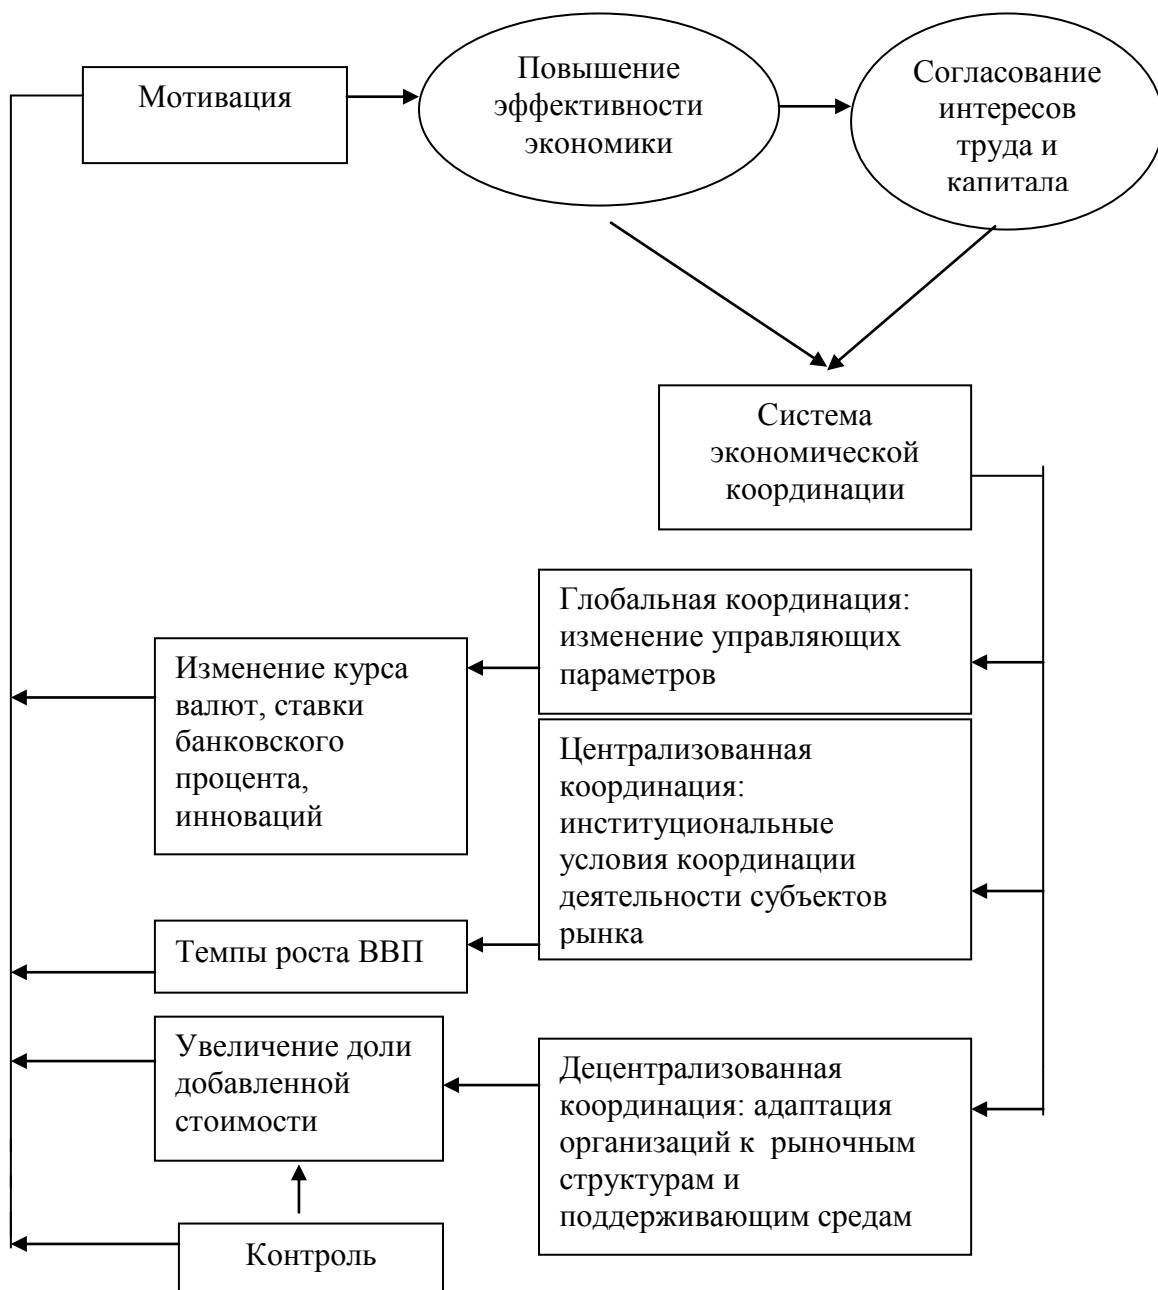 Мотивация
Повышение
эффективности
экономики
Согласование
интересов
труда и
капитала
Система
экономической
координации
Глобальная координация:
изменение управляющих
параметров
Изменение курса
валют, ставки
банковского
процента,
инноваций
Централизованная
координация:
институциональные
условия координации
деятельности субъектов
рынка
Темпы роста ВВП
Увеличение доли
добавленной
стоимости
Децентрализованная
координация: адаптация
организаций к рыночным
структурам и
поддерживающим средам
Контроль